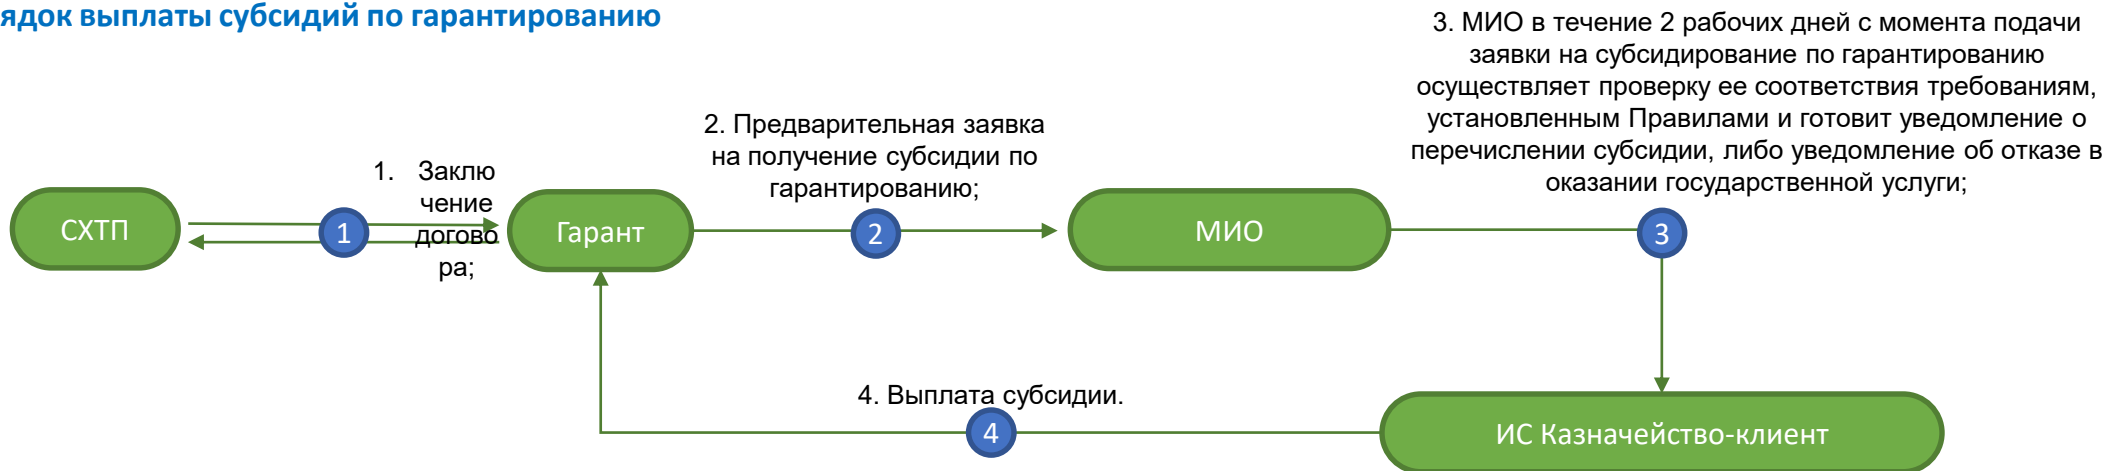 ядок выплаты субсидий по гарантированию
3. МИО в течение 2 рабочих дней с момента подачи
заявки на субсидирование по гарантированию
осуществляет проверку ее соответствия требованиям,
установленным Правилами и готовит уведомление о
перечислении субсидии, либо уведомление об отказе в
оказании государственной услуги;
2. Предварительная заявка
на получение субсидии по
гарантированию;
1. Заклю
чение
догово
ра;
СХТП
1
Гарант
2
МИО
3
4. Выплата субсидии.
4
ИС Казначейство-клиент